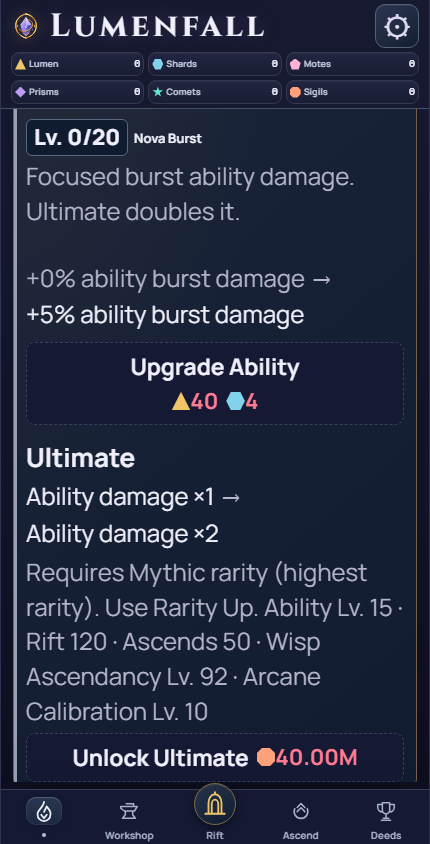 LUMENFALL
Lumen 0 Shards 0 Motes 0
Prisms 0 Comets 0 Sigils 0
Lv. 0/20 Nova Burst
Focused burst ability damage.
Ultimate doubles it.
+0% ability burst damage →
+5% ability burst damage
Upgrade Ability
40 4
Ultimate
Ability damage ×1 →
Ability damage ×2
Requires Mythic rarity (highest
rarity). Use Rarity Up. Ability Lv. 15 ·
Rift 120 · Ascends 50 · Wisp
Ascendancy Lv. 92 · Arcane
Calibration Lv. 10
Unlock Ultimate 40.00M
Workshop Rift Ascend Deeds